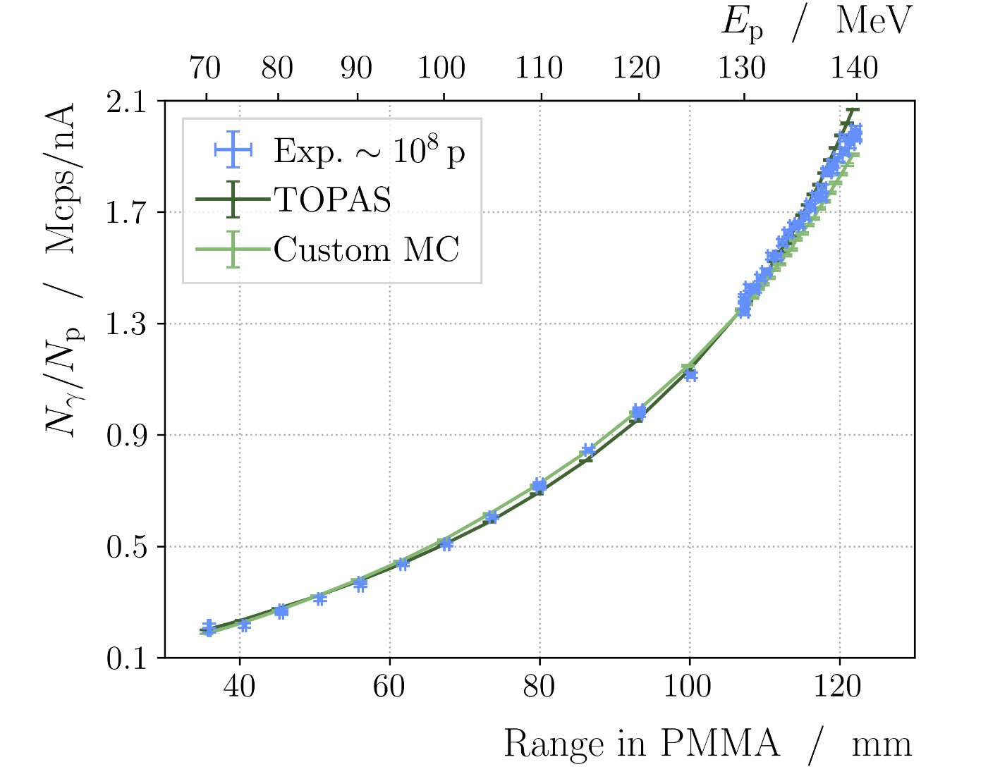 E_p / MeV
70 80 90 100 110 120 130 140
2.1
1.7
1.3
0.9
0.5
0.1
N_γ/N_p / Mcps/nA
Exp. ∼ 10⁸ p
TOPAS
Custom MC
40 60 80 100 120
Range in PMMA / mm